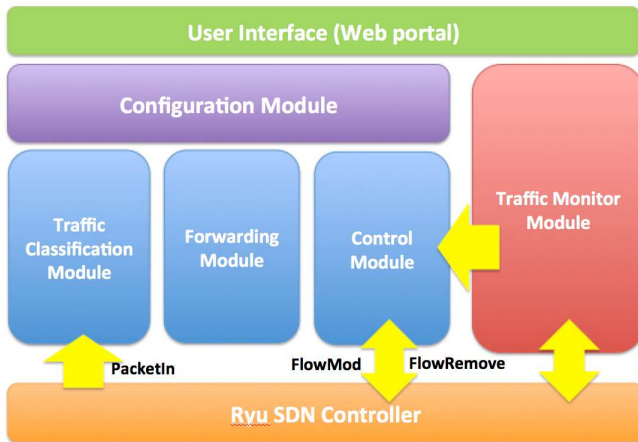 User Interface (Web portal)
Configuration Module
Traffic
Classification
Module
Forwarding
Module
Control
Module
Traffic Monitor
Module
PacketIn
FlowMod
FlowRemove
Ryu SDN Controller